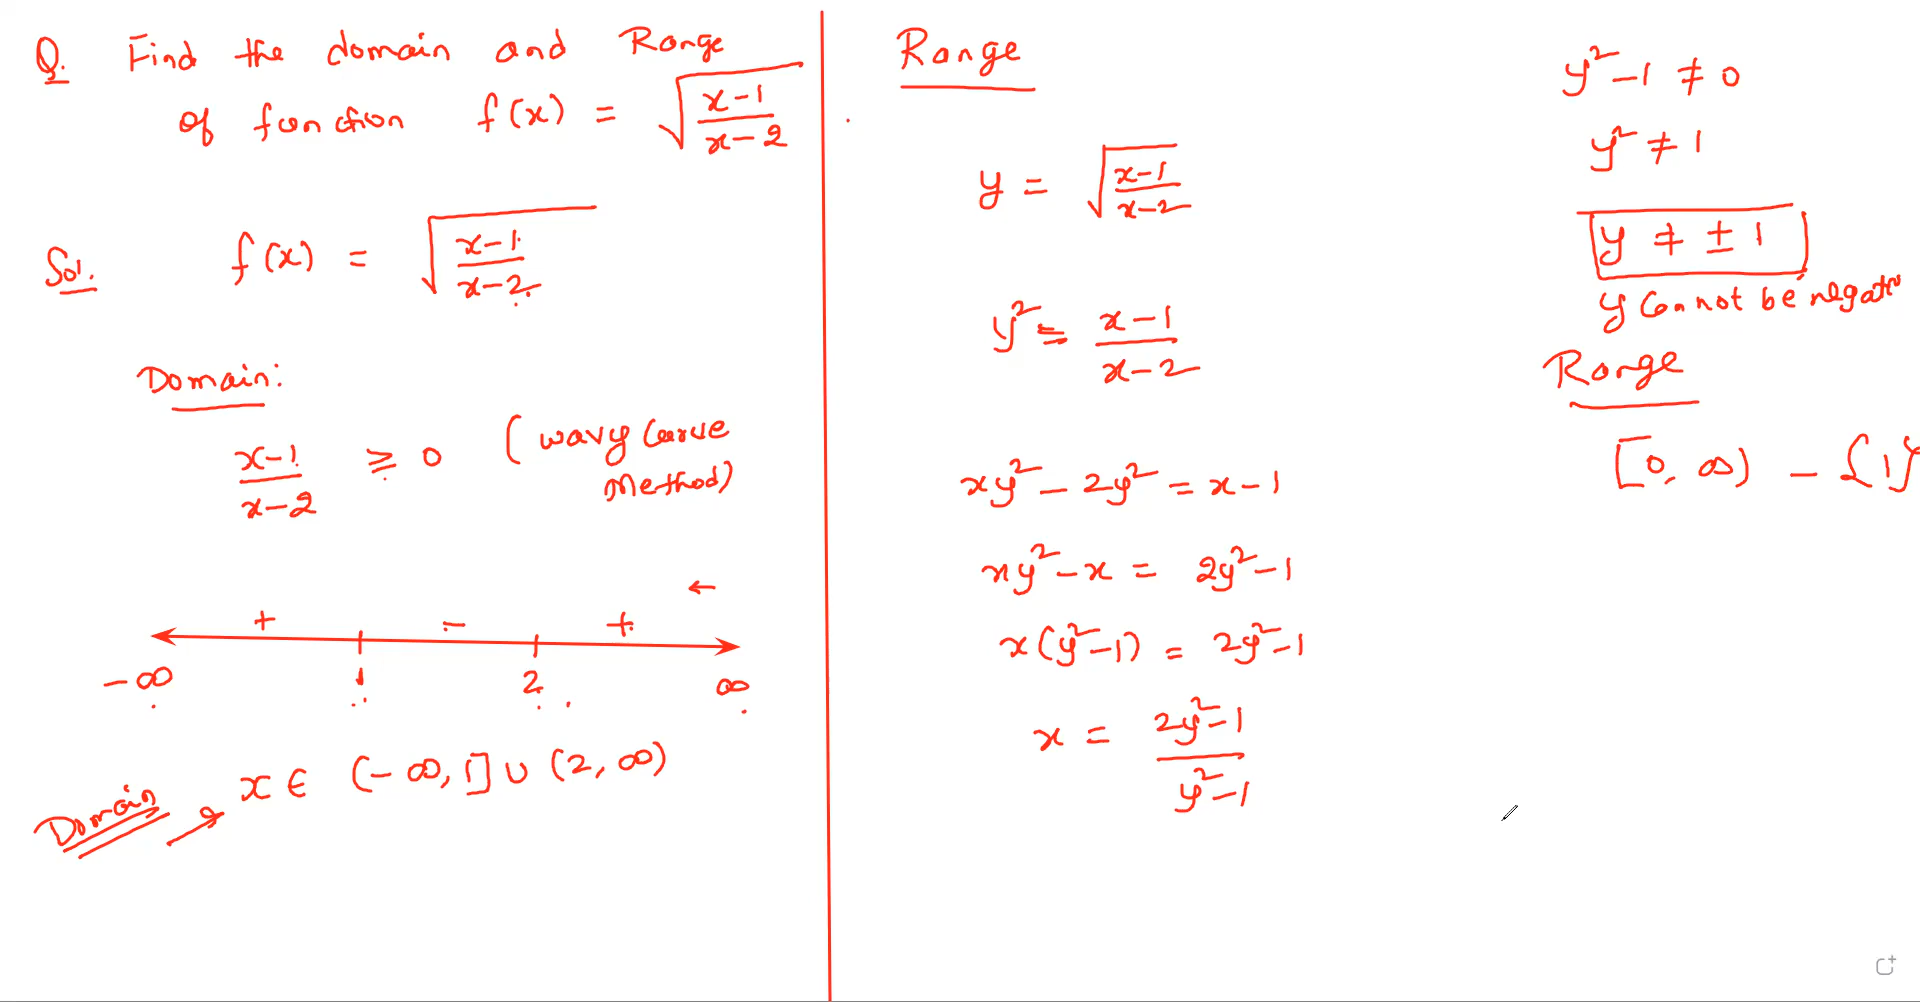 Q. Find the domain and Range
of function f(x) = √((x-1)/(x-2)) .
Sol. f(x) = √((x-1)/(x-2))
Domain:
(x-1)/(x-2) ≥ 0 (wavy curve
Method)
←
+ - +
-∞ 1 2 ∞
Domain → x ∈ (-∞, 1] ∪ (2, ∞)
Range
y = √((x-1)/(x-2))
y² = (x-1)/(x-2)
xy² - 2y² = x - 1
xy² - x = 2y² - 1
x(y² - 1) = 2y² - 1
x = (2y² - 1)/(y² - 1)
y² - 1 ≠ 0
y² ≠ 1
y ≠ ± 1
y cannot be negativ
Range
[0, ∞) - {1}